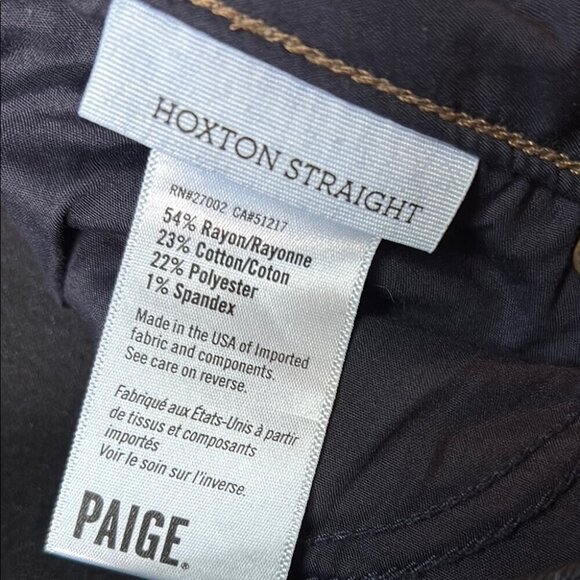 HOXTON STRAIGHT
RN#27002 CA#51217
54% Rayon/Rayonne
23% Cotton/Coton
22% Polyester
1% Spandex
Made in the USA of Imported
fabric and components.
See care on reverse.
Fabriqué aux États-Unis à partir
de tissus et composants
importés
Voir le soin sur l'inverse.
PAIGE®